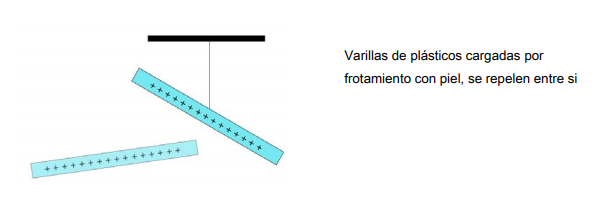 Varillas de plásticos cargadas por
frotamiento con piel, se repelen entre si
+ + + + + + + + + + + + + + + +
+ + + + + + + + + + + + + + + +